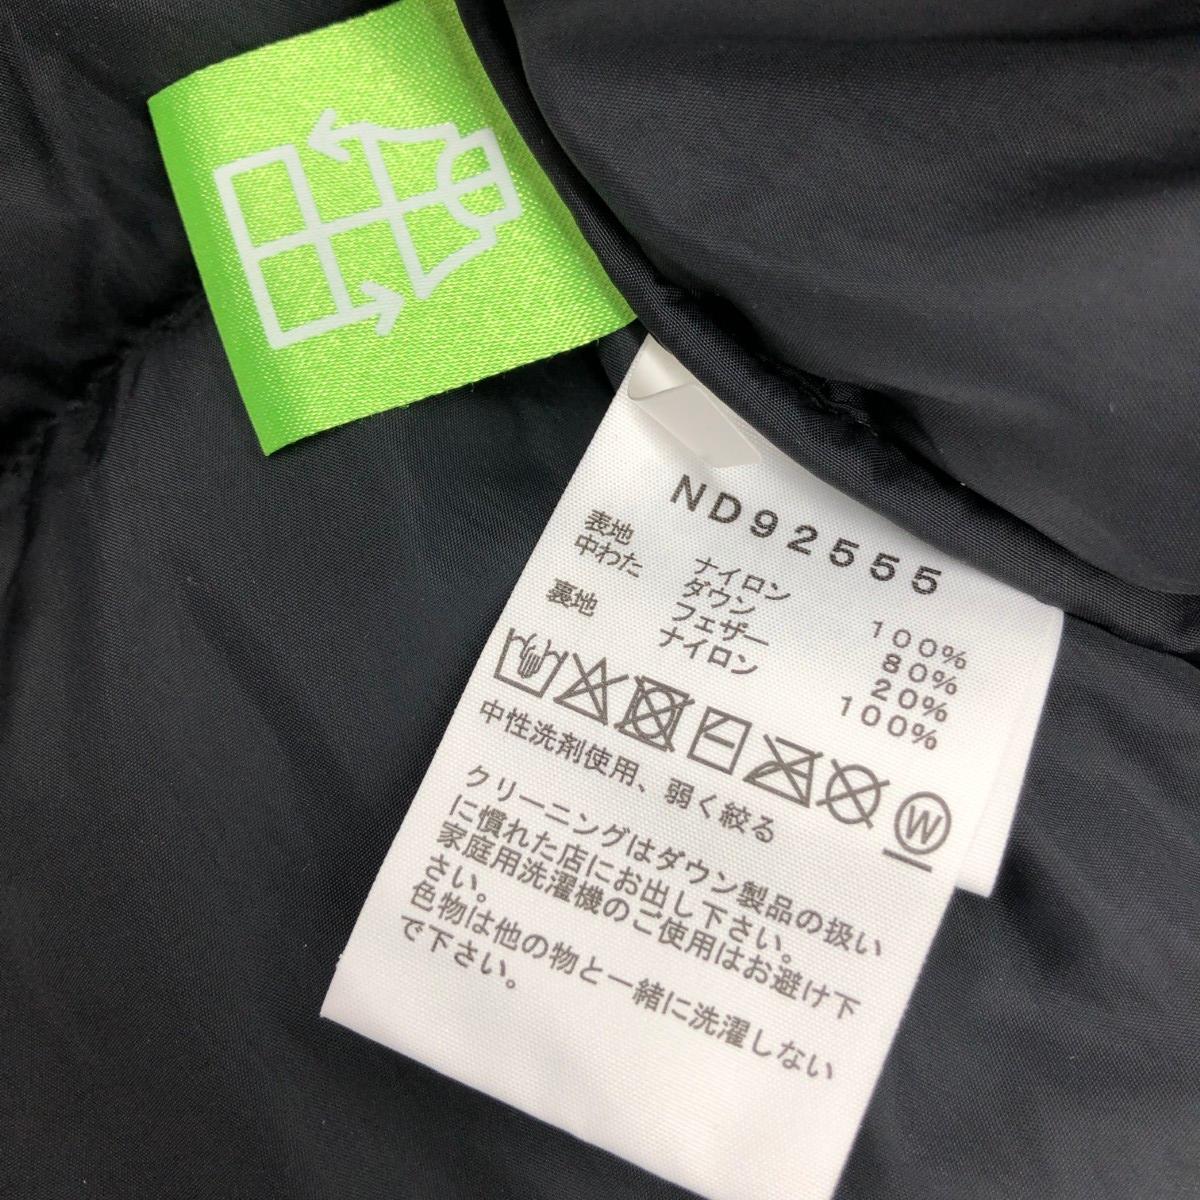 ND92555
表地 ナイロン 100%
中わた ダウン 80%
フェザー 20%
裏地 ナイロン 100%
W
中性洗剤使用、弱く絞る
クリーニングはダウン製品の扱い
に慣れた店にお出し下さい。
家庭用洗濯機のご使用はお避け下
さい。
色物は他の物と一緒に洗濯しない
で下さい。